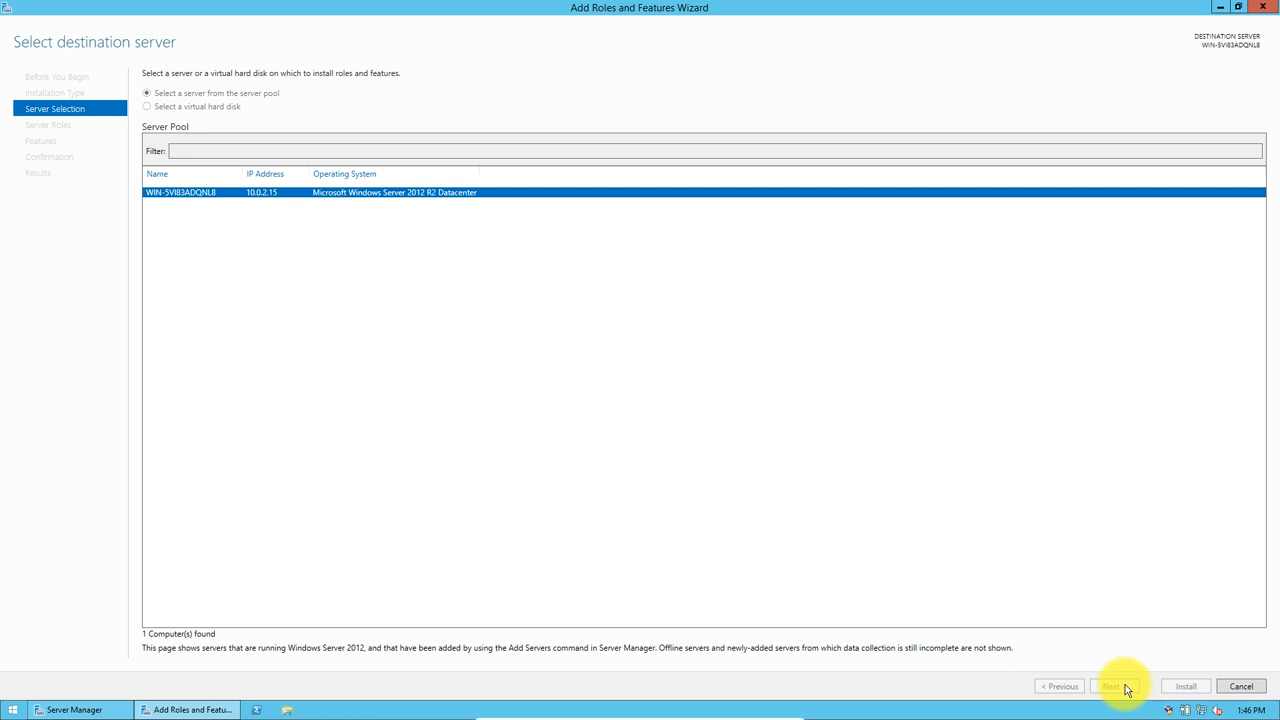 Add Roles and Features Wizard
Select destination server
DESTINATION SERVER
WIN-5VI83ADQNL8
Before You Begin
Installation Type
Server Selection
Server Roles
Features
Confirmation
Results
Select a server or a virtual hard disk on which to install roles and features.
Select a server from the server pool
Select a virtual hard disk
Server Pool
Filter:
Name IP Address Operating System
WIN-5VI83ADQNL8 10.0.2.15 Microsoft Windows Server 2012 R2 Datacenter
1 Computer(s) found
This page shows servers that are running Windows Server 2012, and that have been added by using the Add Servers command in Server Manager. Offline servers and newly-added servers from which data collection is still incomplete are not shown.
< Previous Next Install Cancel
Server Manager Add Roles and Featu... 1:46 PM